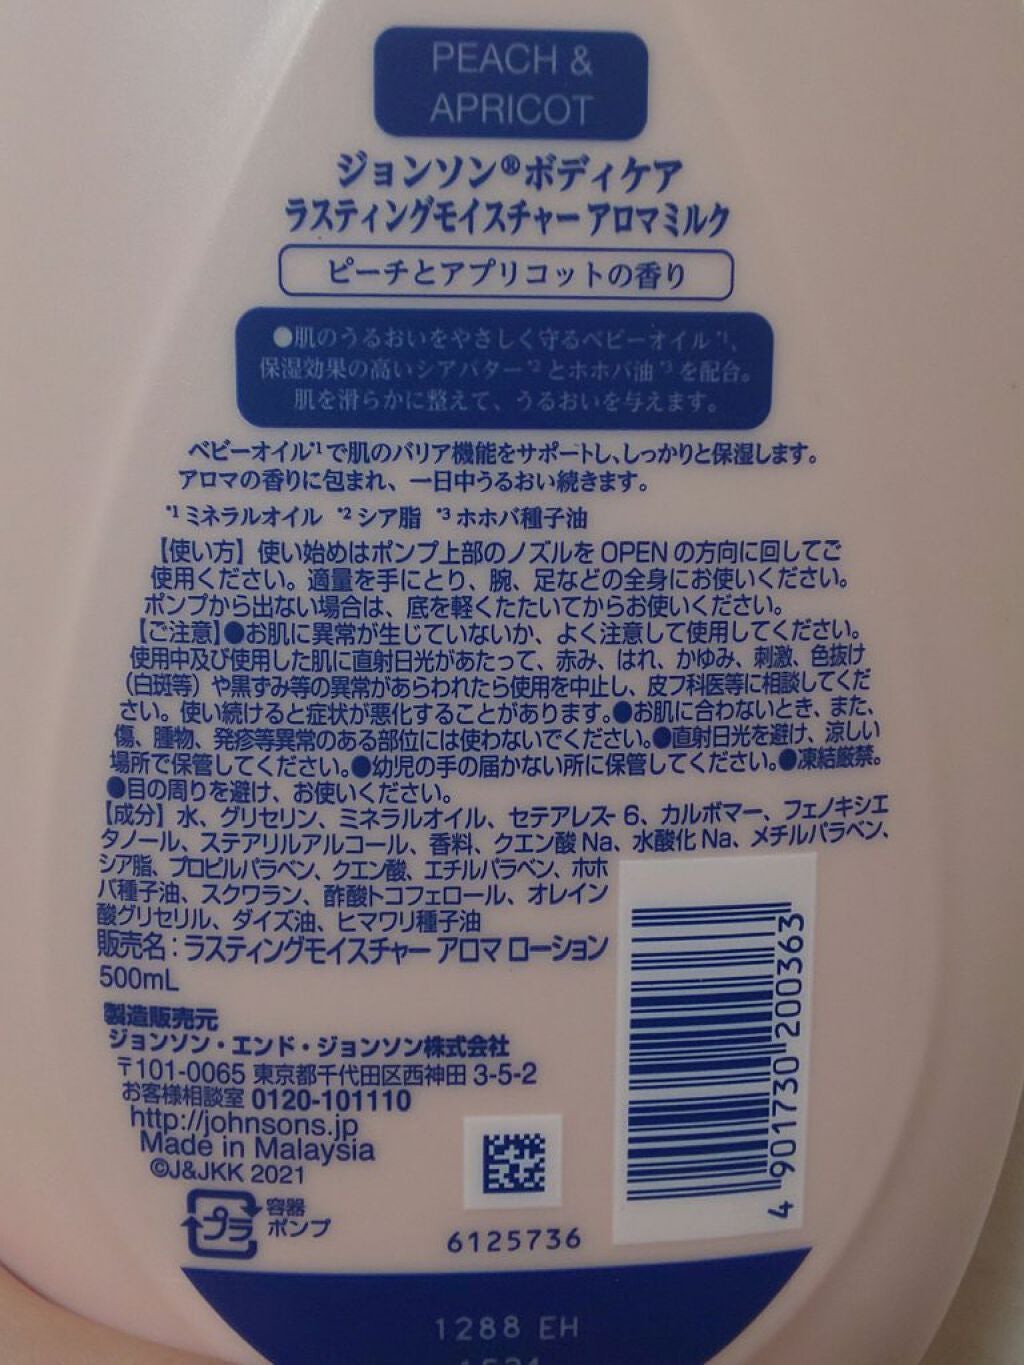 PEACH &
APRICOT
ジョンソン®ボディケア
ラスティングモイスチャー アロマミルク
ピーチとアプリコットの香り
●肌のうるおいをやさしく守るベビーオイル*1、
保湿効果の高いシアバター*2とホホバ油*3を配合。
肌を滑らかに整えて、うるおいを与えます。
ベビーオイル*1で肌のバリア機能をサポートし、しっかりと保湿します。
アロマの香りに包まれ、一日中うるおい続きます。
*1 ミネラルオイル *2 シア脂 *3 ホホバ種子油
【使い方】使い始めはポンプ上部のノズルをOPENの方向に回してご
使用ください。適量を手にとり、腕、足などの全身にお使いください。
ポンプから出ない場合は、底を軽くたたいてからお使いください。
【ご注意】●お肌に異常が生じていないか、よく注意して使用してください。
使用中及び使用した肌に直射日光があたって、赤み、はれ、かゆみ、刺激、色抜け
（白斑等）や黒ずみ等の異常があらわれたら使用を中止し、皮フ科医等に相談してくだ
さい。使い続けると症状が悪化することがあります。●お肌に合わないとき、また、
傷、腫物、発疹等異常のある部位には使わないでください。●直射日光を避け、涼しい
場所で保管してください。●幼児の手の届かない所に保管してください。●凍結厳禁。
●目の周りを避け、お使いください。
【成分】水、グリセリン、ミネラルオイル、セテアレス-6、カルボマー、フェノキシエ
タノール、ステアリルアルコール、香料、クエン酸Na、水酸化Na、メチルパラベン、
シア脂、プロピルパラベン、クエン酸、エチルパラベン、ホホ
バ種子油、スクワラン、酢酸トコフェロール、オレイン
酸グリセリル、ダイズ油、ヒマワリ種子油
販売名：ラスティングモイスチャー アロマ ローション
500mL
製造販売元
ジョンソン・エンド・ジョンソン株式会社
〒101-0065 東京都千代田区西神田 3-5-2
お客様相談室 0120-101110
http://johnsons.jp
Made in Malaysia
©J&JKK 2021
プラ
容器
ポンプ
6125736
4 901730 200363
1288 EH